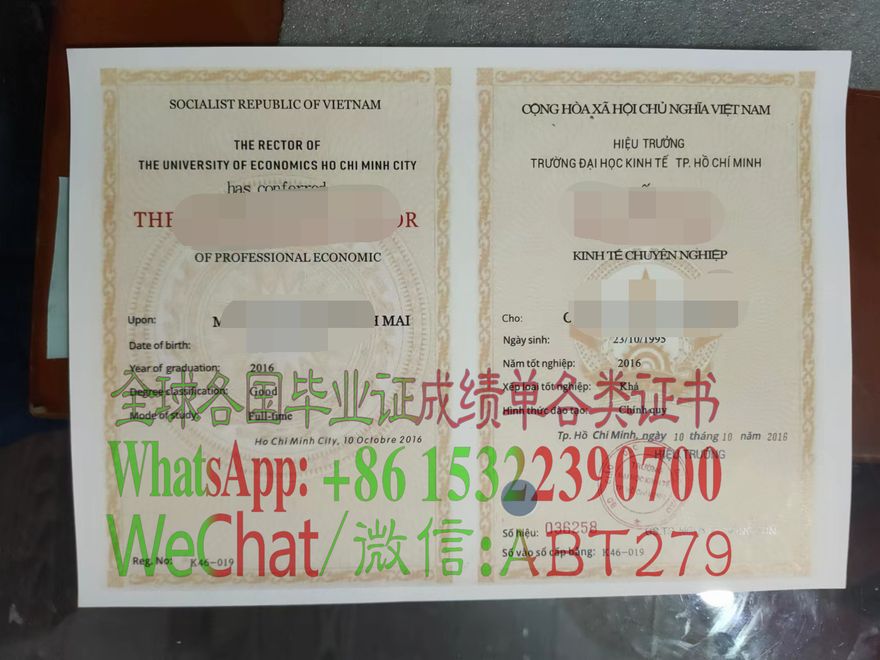 SOCIALIST REPUBLIC OF VIETNAM
THE RECTOR OF
THE UNIVERSITY OF ECONOMICS HO CHI MINH CITY
has conferred
OF PROFESSIONAL ECONOMIC
Upon: MAI
Date of birth:
Year of graduation: 2016
Degree classification: Good
Mode of study: Full-time
Ho Chi Minh City, 10 Octobre 2016
Reg. No: K46-019
CỘNG HÒA XÃ HỘI CHỦ NGHĨA VIỆT NAM
HIỆU TRƯỞNG
TRƯỜNG ĐẠI HỌC KINH TẾ TP. HỒ CHÍ MINH
KINH TẾ CHUYÊN NGHIỆP
Cho:
Ngày sinh: 23/10/1995
Năm tốt nghiệp: 2016
Xếp loại tốt nghiệp: Khá
Hình thức đào tạo: Chính quy
Tp. Hồ Chí Minh, ngày 10 tháng 10 năm 2016
HIỆU TRƯỞNG
Số hiệu: 036258
Số vào sổ cấp bằng: K46-019
全球各国毕业证成绩单各类证书
WhatsApp: +86 15322390700
WeChat/微信:ABT279